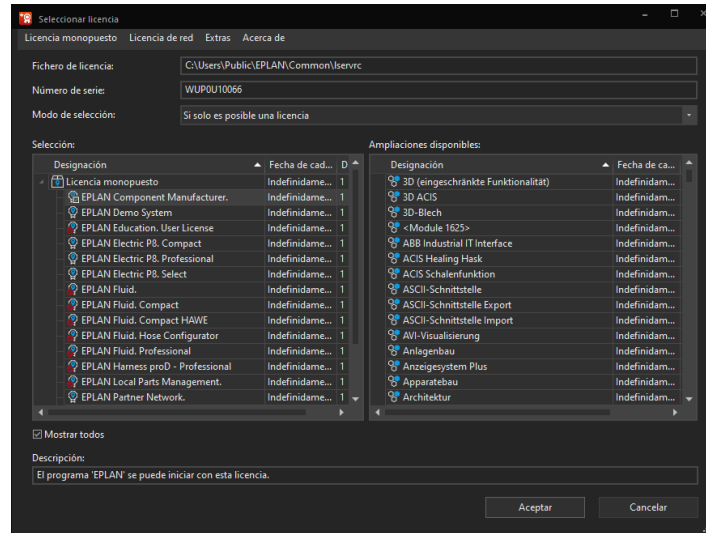 Seleccionar licencia
Licencia monopuesto Licencia de red Extras Acerca de
Fichero de licencia: C:\Users\Public\EPLAN\Common\lservrc
Número de serie: WUP0U10066
Modo de selección: Si solo es posible una licencia
Selección:
Designación Fecha de cad... D
Licencia monopuesto Indefinidame... 1
EPLAN Component Manufacturer. Indefinidame... 1
EPLAN Demo System Indefinidame... 1
EPLAN Education. User License Indefinidame... 1
EPLAN Electric P8. Compact Indefinidame... 1
EPLAN Electric P8. Professional Indefinidame... 1
EPLAN Electric P8. Select Indefinidame... 1
EPLAN Fluid. Indefinidame... 1
EPLAN Fluid. Compact Indefinidame... 1
EPLAN Fluid. Compact HAWE Indefinidame... 1
EPLAN Fluid. Hose Configurator Indefinidame... 1
EPLAN Fluid. Professional Indefinidame... 1
EPLAN Harness proD - Professional Indefinidame... 1
EPLAN Local Parts Management. Indefinidame... 1
EPLAN Partner Network. Indefinidame... 1
Ampliaciones disponibles:
Designación Fecha de ca...
3D (eingeschränkte Funktionalität) Indefinidam...
3D ACIS Indefinidam...
3D-Blech Indefinidam...
<Module 1625> Indefinidam...
ABB Industrial IT Interface Indefinidam...
ACIS Healing Hask Indefinidam...
ACIS Schalenfunktion Indefinidam...
ASCII-Schnittstelle Indefinidam...
ASCII-Schnittstelle Export Indefinidam...
ASCII-Schnittstelle Import Indefinidam...
AVI-Visualisierung Indefinidam...
Anlagenbau Indefinidam...
Anzeigesystem Plus Indefinidam...
Apparatebau Indefinidam...
Architektur Indefinidam...
Mostrar todos
Descripción:
El programa 'EPLAN' se puede iniciar con esta licencia.
Aceptar Cancelar